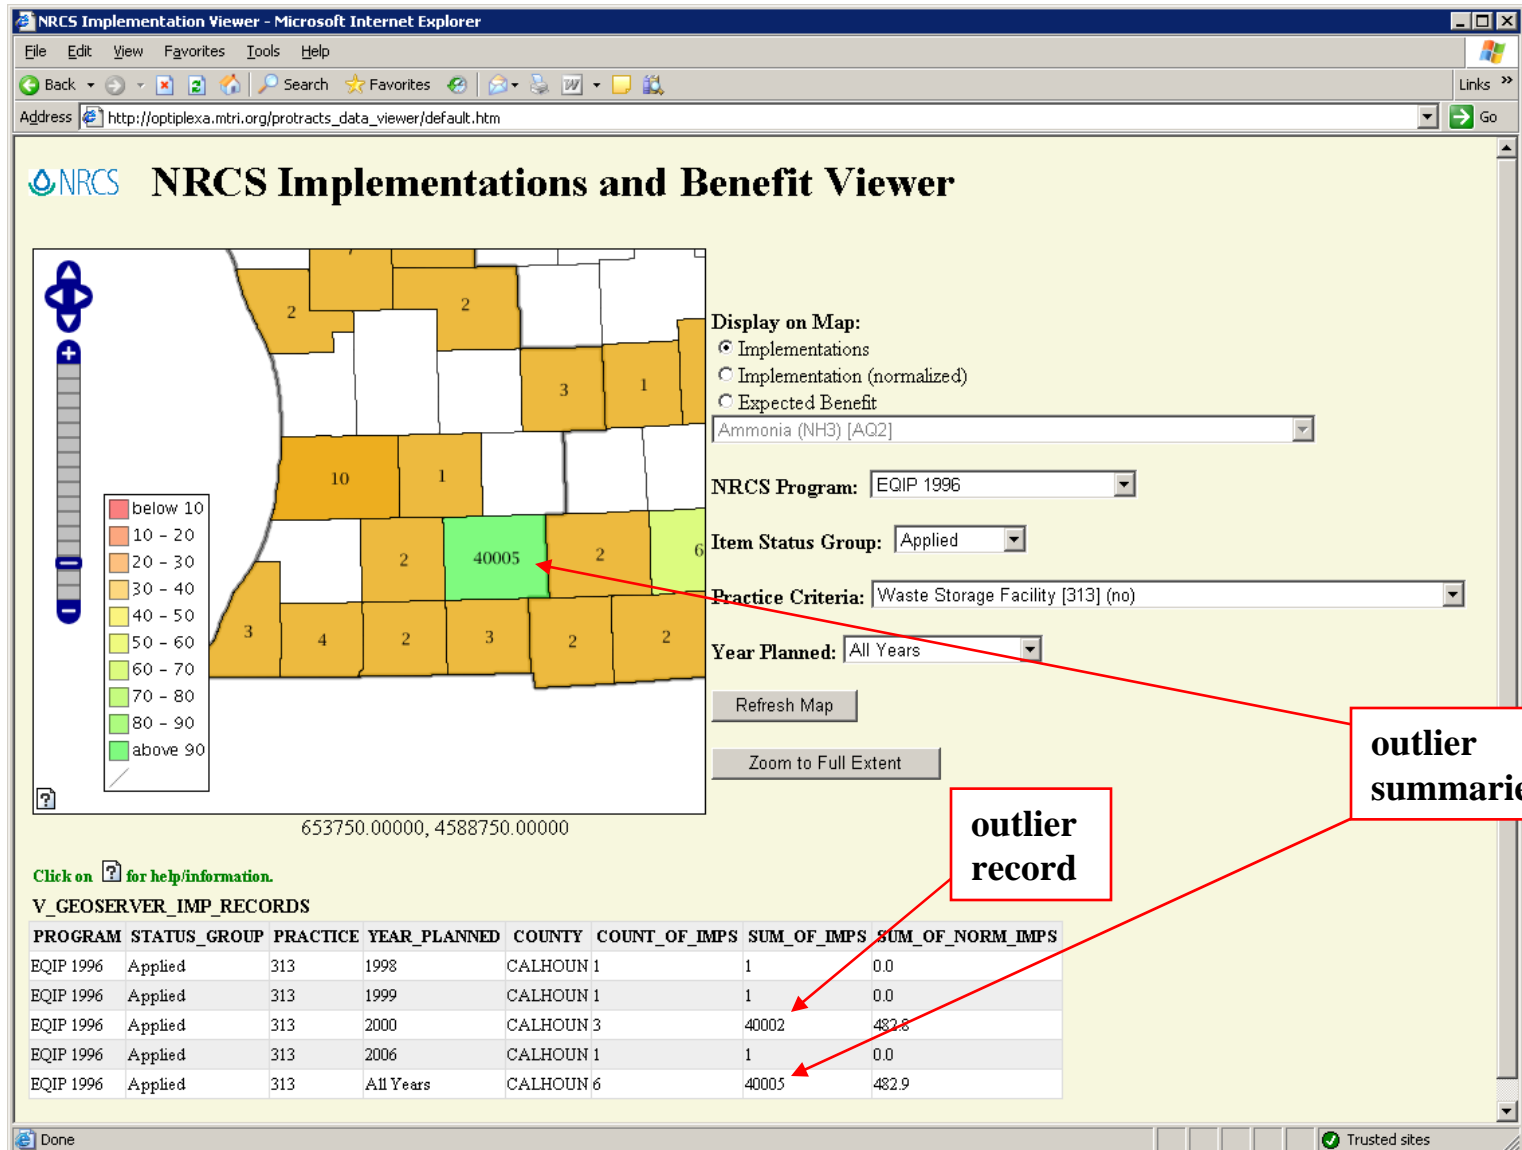 NRCS Implementation Viewer - Microsoft Internet Explorer
File Edit View Favorites Tools Help
Back Search Favorites Links »
Address http://optiplexa.mtri.org/protracts_data_viewer/default.htm Go
NRCS NRCS Implementations and Benefit Viewer
2
2
3
1
10
1
2
40005
2
6
3
4
2
3
2
2
below 10
10 - 20
20 - 30
30 - 40
40 - 50
50 - 60
60 - 70
70 - 80
80 - 90
above 90
?
653750.00000, 4588750.00000
Display on Map:
Implementations
Implementation (normalized)
Expected Benefit
Ammonia (NH3) [AQ2]
NRCS Program: EQIP 1996
Item Status Group: Applied
Practice Criteria: Waste Storage Facility [313] (no)
Year Planned: All Years
Refresh Map
Zoom to Full Extent
outlier
summarie
outlier
record
Click on ? for help/information.
V_GEOSERVER_IMP_RECORDS
PROGRAM STATUS_GROUP PRACTICE YEAR_PLANNED COUNTY COUNT_OF_IMPS SUM_OF_IMPS SUM_OF_NORM_IMPS
EQIP 1996 Applied 313 1998 CALHOUN 1 1 0.0
EQIP 1996 Applied 313 1999 CALHOUN 1 1 0.0
EQIP 1996 Applied 313 2000 CALHOUN 3 40002 482.8
EQIP 1996 Applied 313 2006 CALHOUN 1 1 0.0
EQIP 1996 Applied 313 All Years CALHOUN 6 40005 482.9
Done Trusted sites